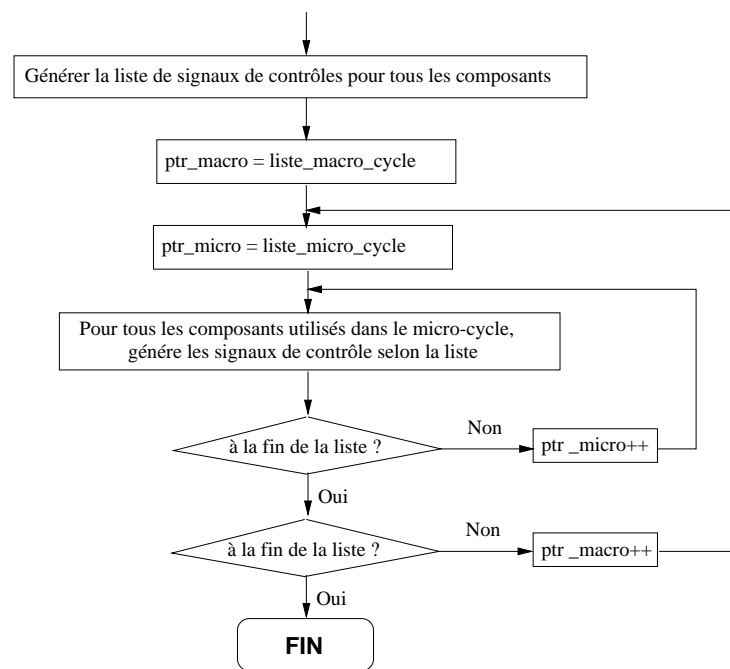 Générer la liste de signaux de contrôles pour tous les composants
ptr_macro = liste_macro_cycle
ptr_micro = liste_micro_cycle
Pour tous les composants utilisés dans le micro-cycle,
génére les signaux de contrôle selon la liste
à la fin de la liste ?
Non
ptr _micro++
Oui
à la fin de la liste ?
Non
ptr _macro++
Oui
FIN